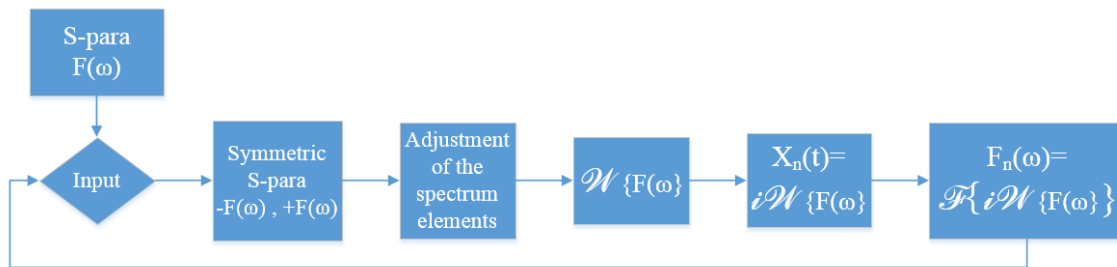 S-para
F(ω)
Input
Symmetric
S-para
-F(ω) , +F(ω)
Adjustment
of the
spectrum
elements
𝒲 {F(ω}
Xₙ(t)=
i𝒲 {F(ω}
Fₙ(ω)=
ℱ{ i𝒲 {F(ω} }